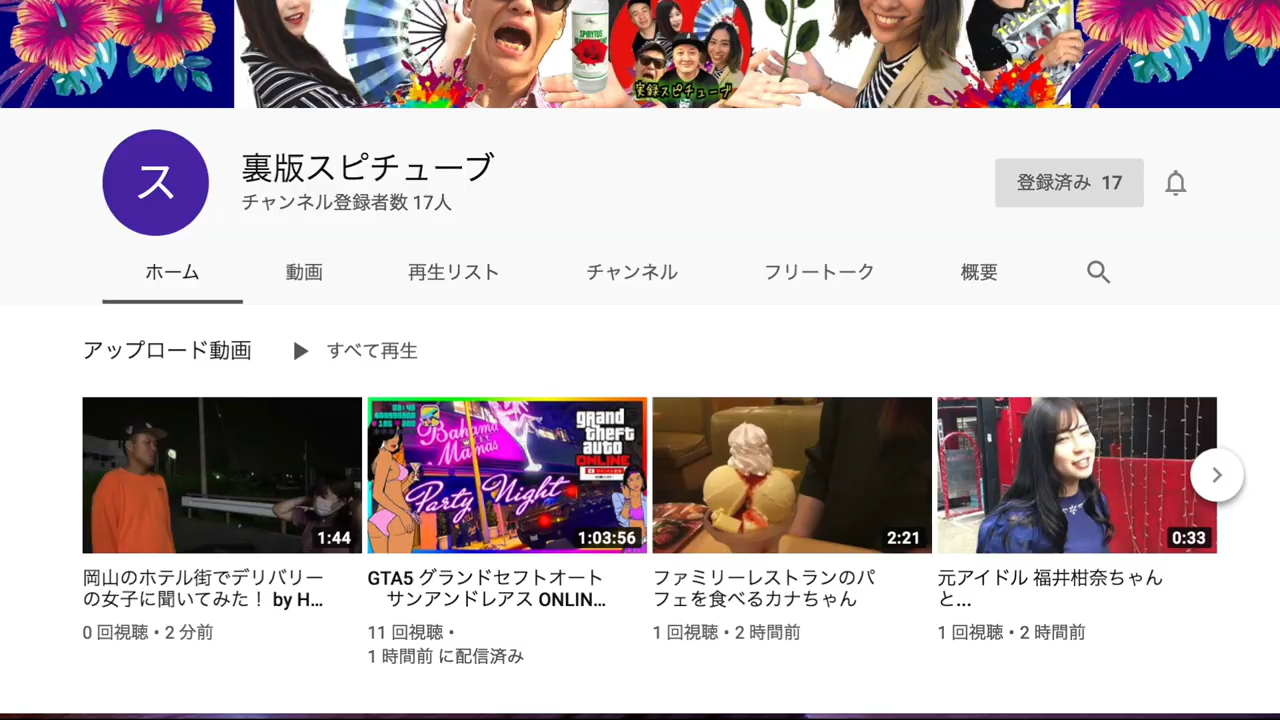 SPIRYTUS
実録スピチューブ
ス
裏版スピチューブ
チャンネル登録者数 17人
登録済み 17
ホーム
動画
再生リスト
チャンネル
フリートーク
概要
アップロード動画
すべて再生
1:44
Bahama
Mamas
Party Night
grand
theft
auto
ONLINE
1:03:56
2:21
0:33
岡山のホテル街でデリバリー
の女子に聞いてみた！ by H...
0 回視聴・2 分前
GTA5 グランドセフトオート
サンアンドレアス ONLIN...
11 回視聴・
1 時間前 に配信済み
ファミリーレストランのパ
フェを食べるカナちゃん
1 回視聴・2 時間前
元アイドル 福井柑奈ちゃん
と...
1 回視聴・2 時間前